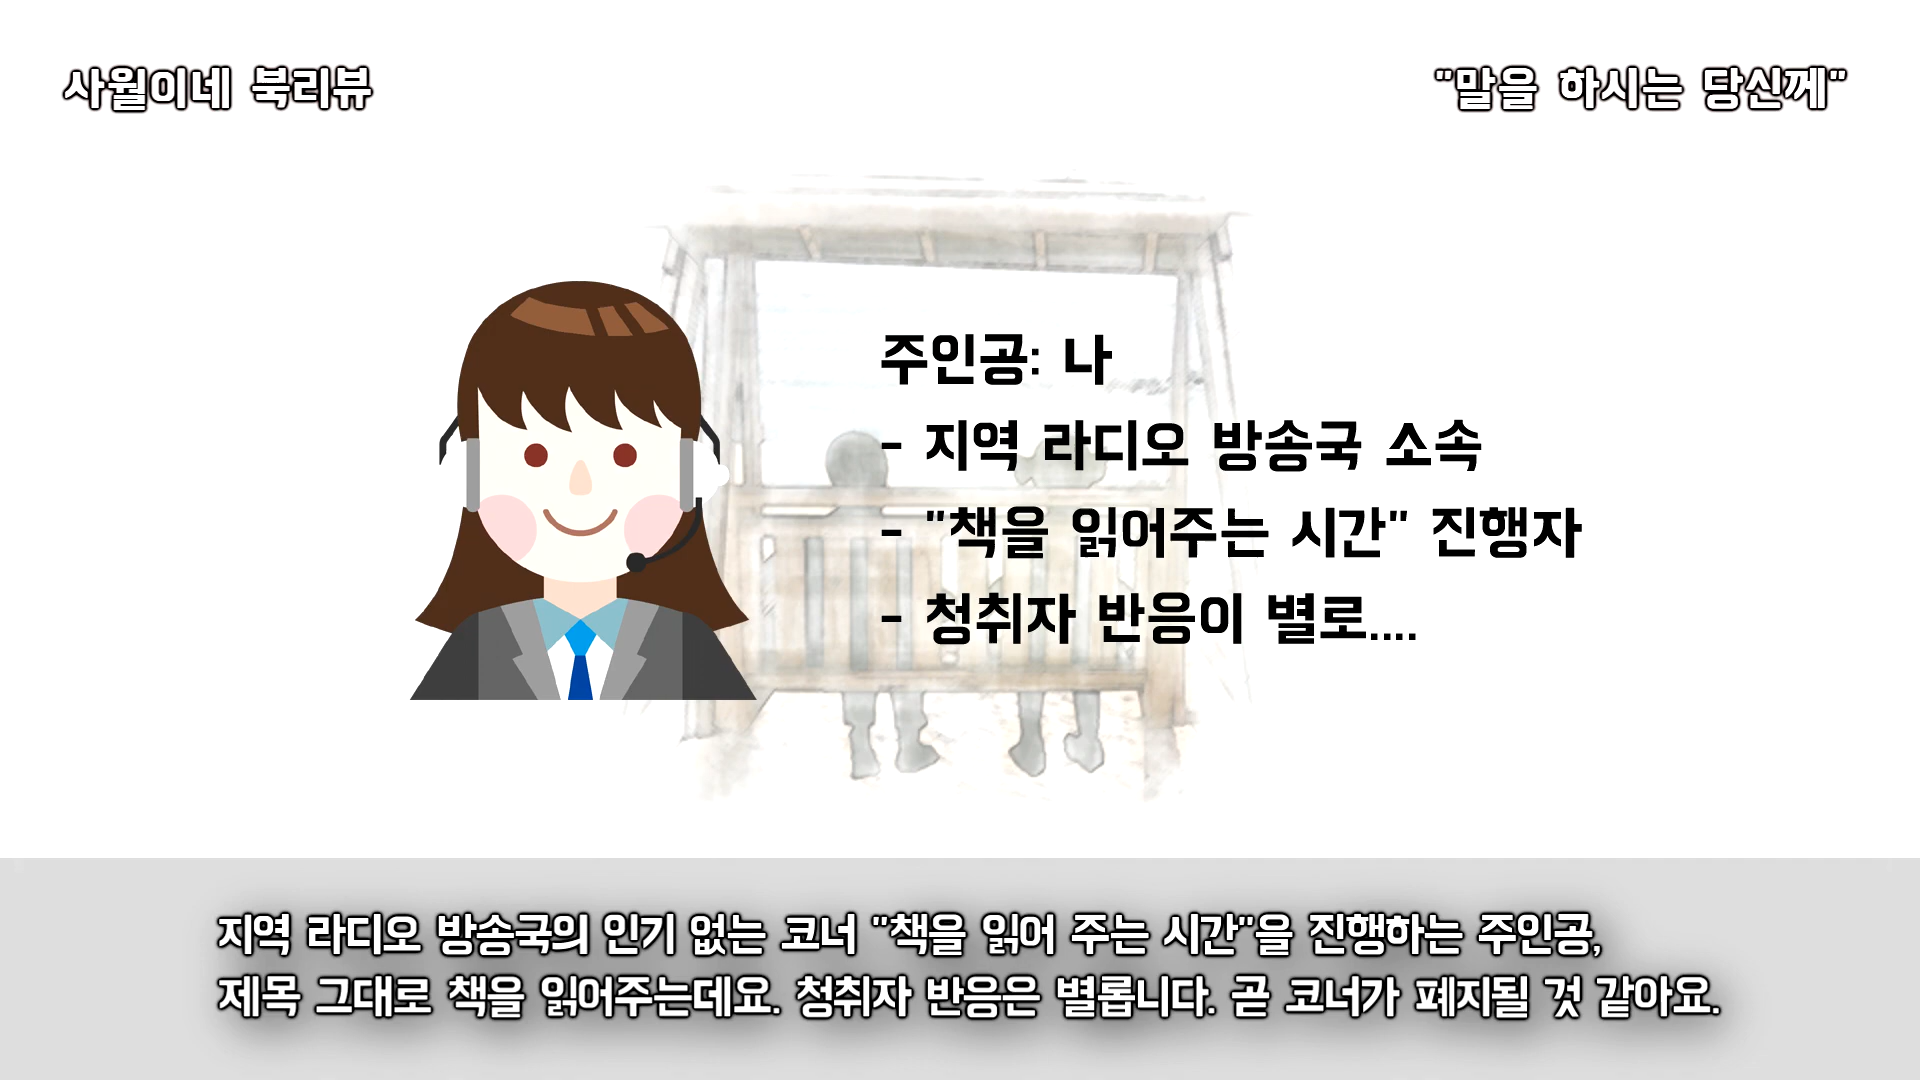 사월이네 북리뷰
"말을 하시는 당신께"
주인공: 나
- 지역 라디오 방송국 소속
- "책을 읽어주는 시간" 진행자
- 청취자 반응이 별로....
지역 라디오 방송국의 인기 없는 코너 "책을 읽어 주는 시간"을 진행하는 주인공,
제목 그대로 책을 읽어주는데요. 청취자 반응은 별롭니다. 곧 코너가 폐지될 것 같아요.